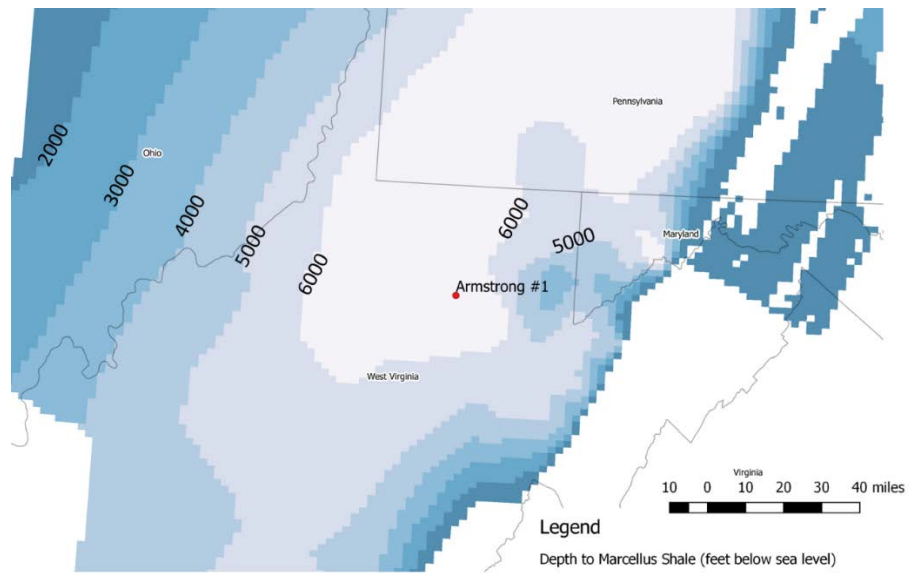 Pennsylvania
2000
Ohio
3000
4000
5000
6000
6000
5000
Maryland
Armstrong #1
West Virginia
Virginia
10 0 10 20 30 40 miles
Legend
Depth to Marcellus Shale (feet below sea level)